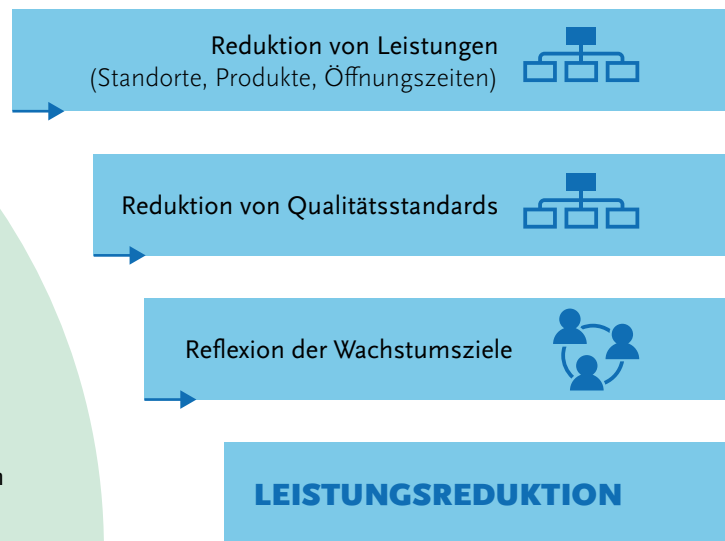 Reduktion von Leistungen
(Standorte, Produkte, Öffnungszeiten)
Reduktion von Qualitätsstandards
Reflexion der Wachstumsziele
LEISTUNGSREDUKTION